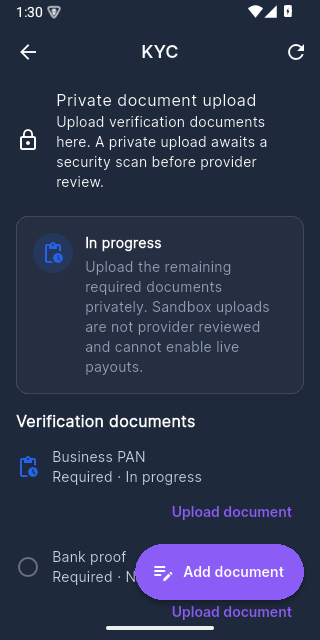 1:30
KYC
Private document upload
Upload verification documents
here. A private upload awaits a
security scan before provider
review.
In progress
Upload the remaining
required documents
privately. Sandbox uploads
are not provider reviewed
and cannot enable live
payouts.
Verification documents
Business PAN
Required · In progress
Upload document
Bank proof
Required · N
Add document
Upload document